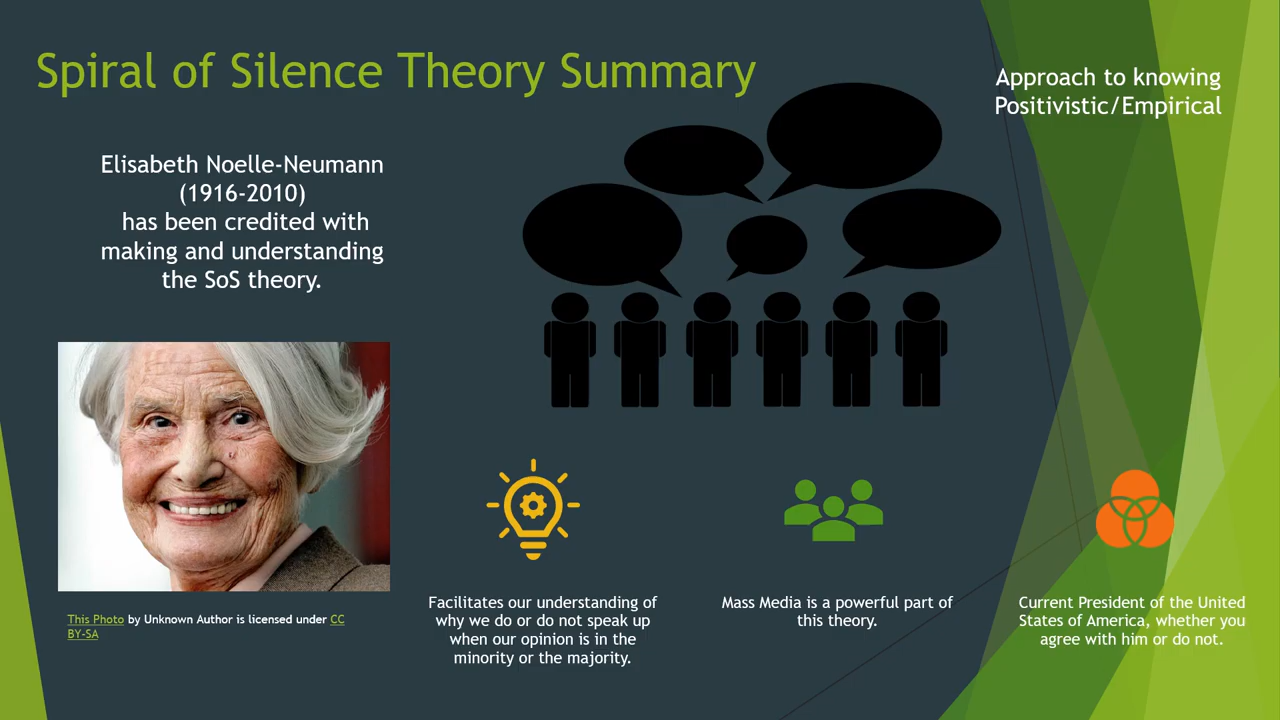 Spiral of Silence Theory Summary
Approach to knowing
Positivistic/Empirical
Elisabeth Noelle-Neumann
(1916-2010)
has been credited with
making and understanding
the SoS theory.
This Photo by Unknown Author is licensed under CC
BY-SA
Facilitates our understanding of
why we do or do not speak up
when our opinion is in the
minority or the majority.
Mass Media is a powerful part of
this theory.
Current President of the United
States of America, whether you
agree with him or do not.